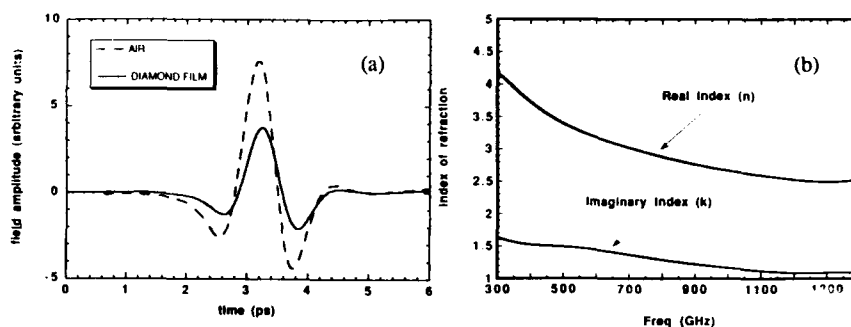 10
5
0
-5
field amplitude (arbitrary units)
AIR
DIAMOND FILM
(a)
0 1 2 3 4 5 6
time (ps)
5
4.5
4
3.5
3
2.5
2
1.5
1
index of refraction
(b)
Real Index (n)
Imaginary Index (k)
300 500 700 900 1100
Freq (GHz)